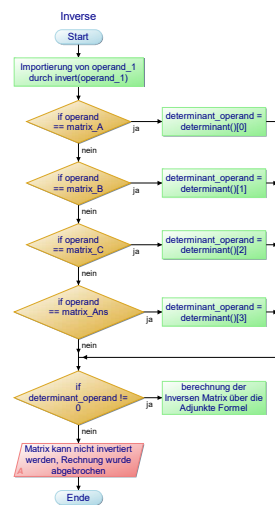 Inverse
Start
Importierung von operand_1
durch invert(operand_1)
if operand
== matrix_A
ja
determinant_operand =
determinant()[0]
nein
if operand
== matrix_B
ja
determinant_operand =
determinant()[1]
nein
if operand
== matrix_C
ja
determinant_operand =
determinant()[2]
nein
if operand
== matrix_Ans
ja
determinant_operand =
determinant()[3]
nein
if
determinant_operand !=
0
ja
berechnung der
Inversen Matrix über die
Adjunkte Formel
nein
Matrix kann nicht invertiert
werden, Rechnung wurde
abgebrochen
A
Ende